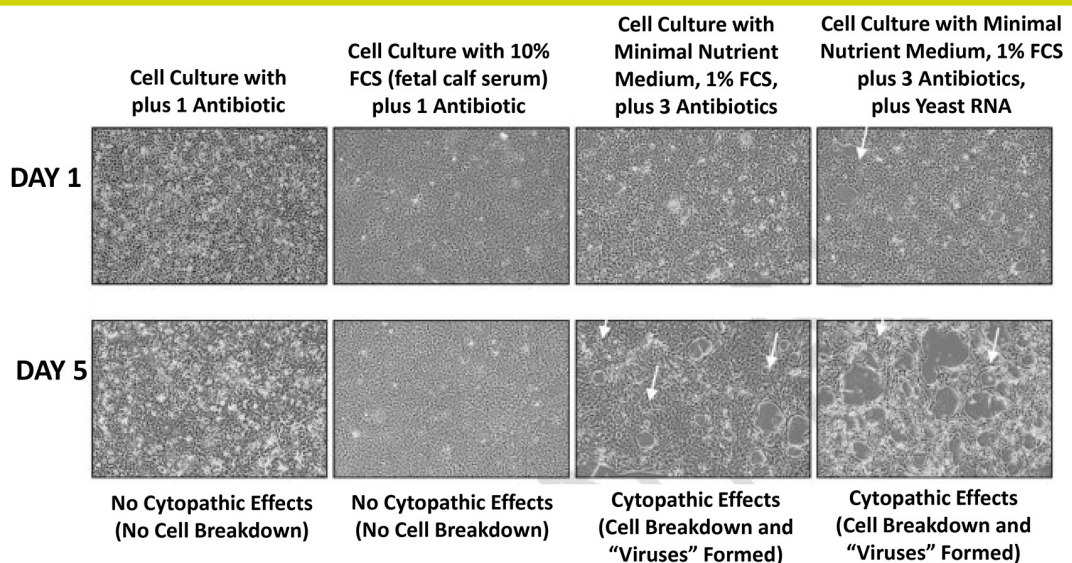 Cell Culture with
plus 1 Antibiotic
Cell Culture with 10%
FCS (fetal calf serum)
plus 1 Antibiotic
Cell Culture with
Minimal Nutrient
Medium, 1% FCS,
plus 3 Antibiotics
Cell Culture with Minimal
Nutrient Medium, 1% FCS
plus 3 Antibiotics,
plus Yeast RNA
DAY 1
DAY 5
No Cytopathic Effects
(No Cell Breakdown)
No Cytopathic Effects
(No Cell Breakdown)
Cytopathic Effects
(Cell Breakdown and
“Viruses” Formed)
Cytopathic Effects
(Cell Breakdown and
“Viruses” Formed)